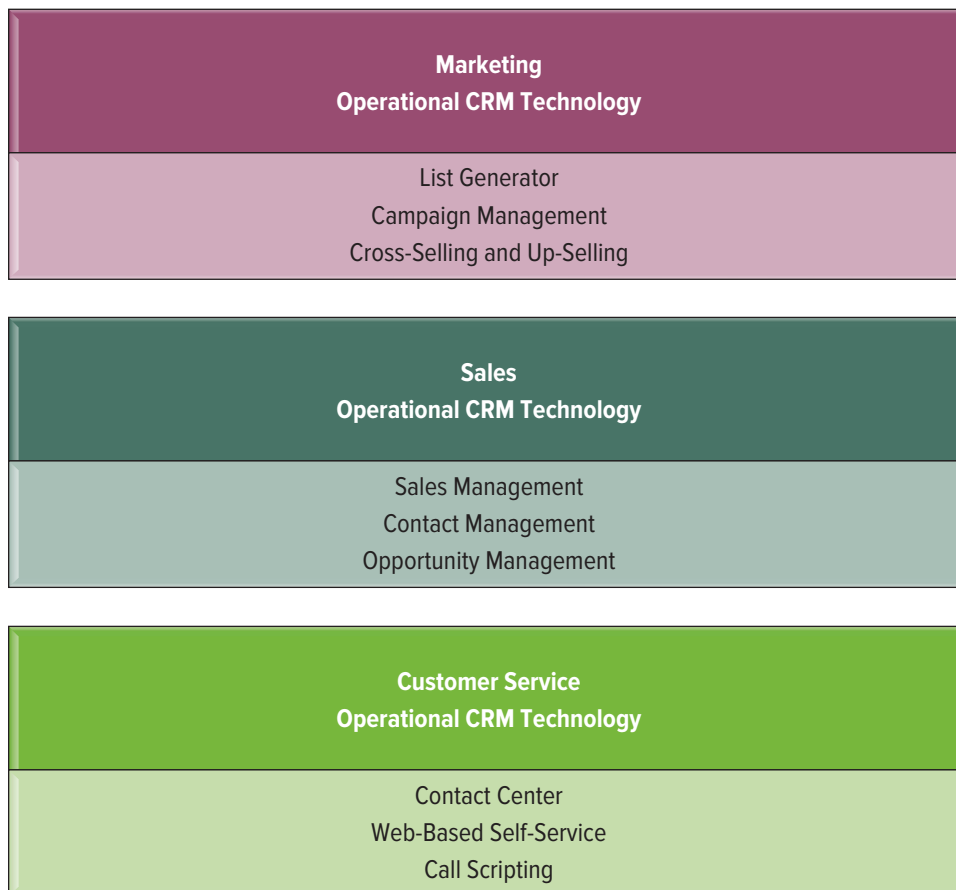 Marketing
Operational CRM Technology
List Generator
Campaign Management
Cross-Selling and Up-Selling
Sales
Operational CRM Technology
Sales Management
Contact Management
Opportunity Management
Customer Service
Operational CRM Technology
Contact Center
Web-Based Self-Service
Call Scripting